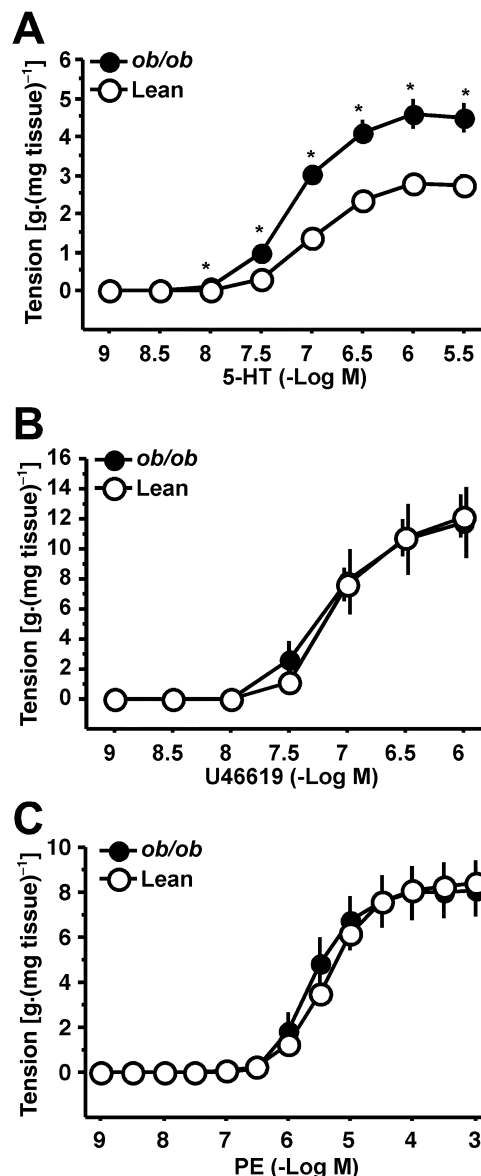 A
ob/ob
Lean
Tension [g·(mg tissue)⁻¹]
6
5
4
3
2
1
0
* * * * * *
9 8.5 8 7.5 7 6.5 6 5.5
5-HT (-Log M)
B
ob/ob
Lean
Tension [g·(mg tissue)⁻¹]
16
14
12
10
8
6
4
2
0
9 8.5 8 7.5 7 6.5 6
U46619 (-Log M)
C
ob/ob
Lean
Tension [g·(mg tissue)⁻¹]
10
8
6
4
2
0
9 8 7 6 5 4 3
PE (-Log M)